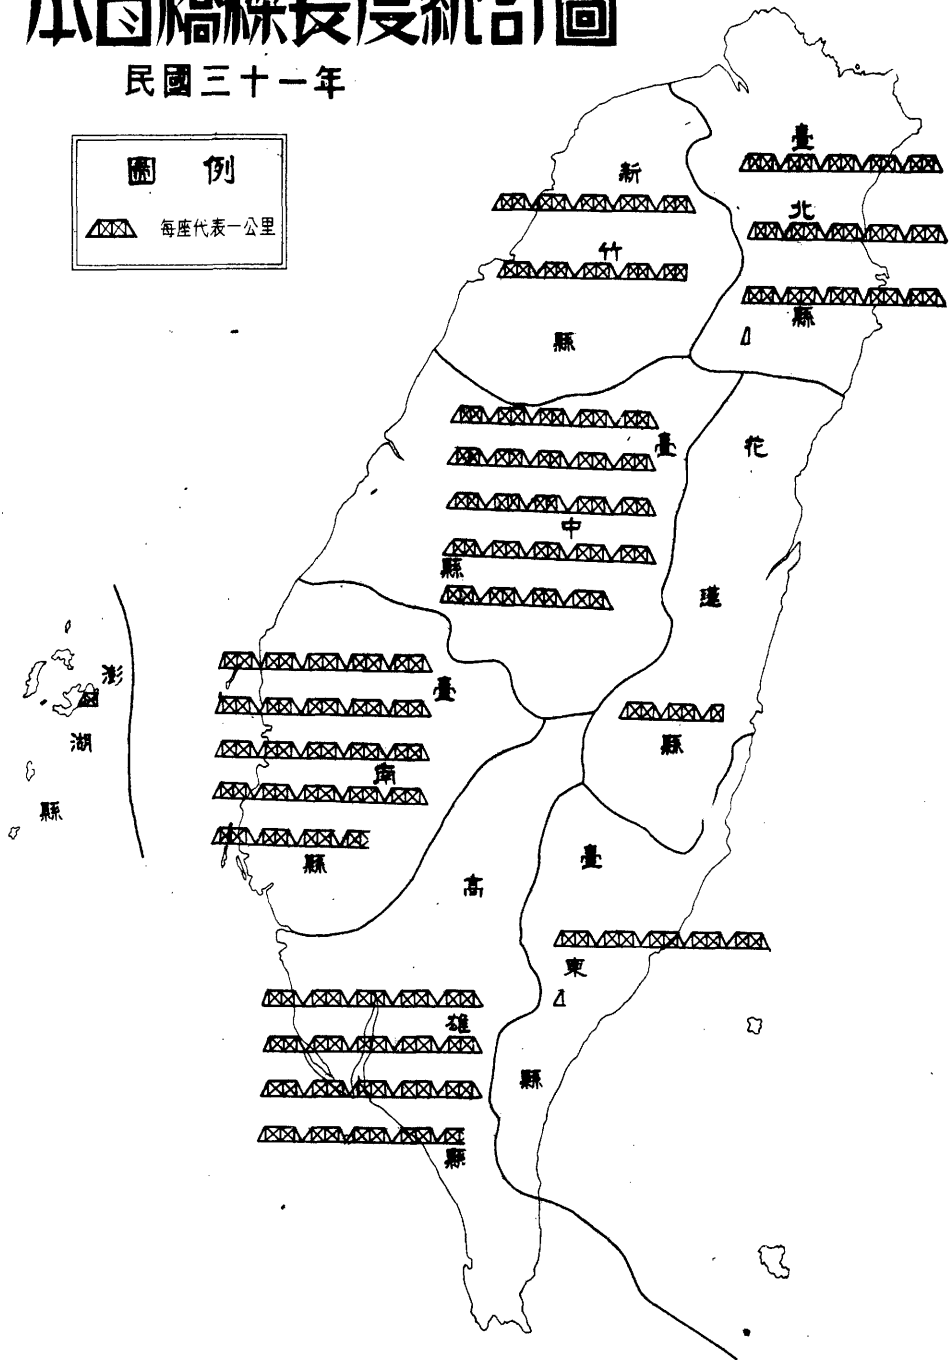 本省橋樑長度統計圖
民國三十一年
圖 例
每座代表一公里
臺北縣
新竹縣
臺中縣
花蓮縣
澎湖縣
臺南縣
高雄縣
臺東縣